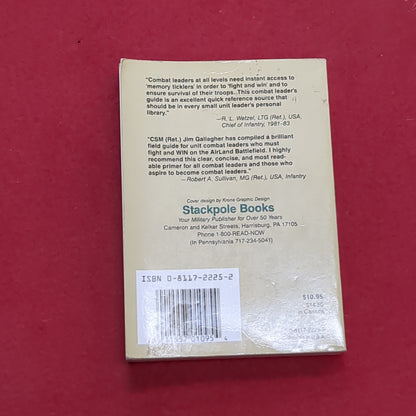 "Combat leaders at all levels need instant access to
'memory ticklers' in order to 'fight and win' and to
ensure survival of their troops..This combat leader's
guide is an excellent quick reference source that
should be in every small unit leader's personal
library."
—R. L. Wetzel, LTG (Ret.), USA,
Chief of Infantry, 1981-83
"CSM (Ret.) Jim Gallagher has compiled a brilliant
field guide for unit combat leaders who must
fight and WIN on the AirLand Battlefield. I highly
recommend this clear, concise, and most read-
able primer for all combat leaders and those who
aspire to become combat leaders."
—Robert A. Sullivan, MG (Ret.), USA, Infantry
Cover design by Krone Graphic Design
Stackpole Books
Your Military Publisher for Over 50 Years
Cameron and Kelker Streets, Harrisburg, PA 17105
Phone 1-800-READ-NOW
(In Pennsylvania 717-234-5041)
ISBN 0-8117-2225-2
$10.95
in Canada